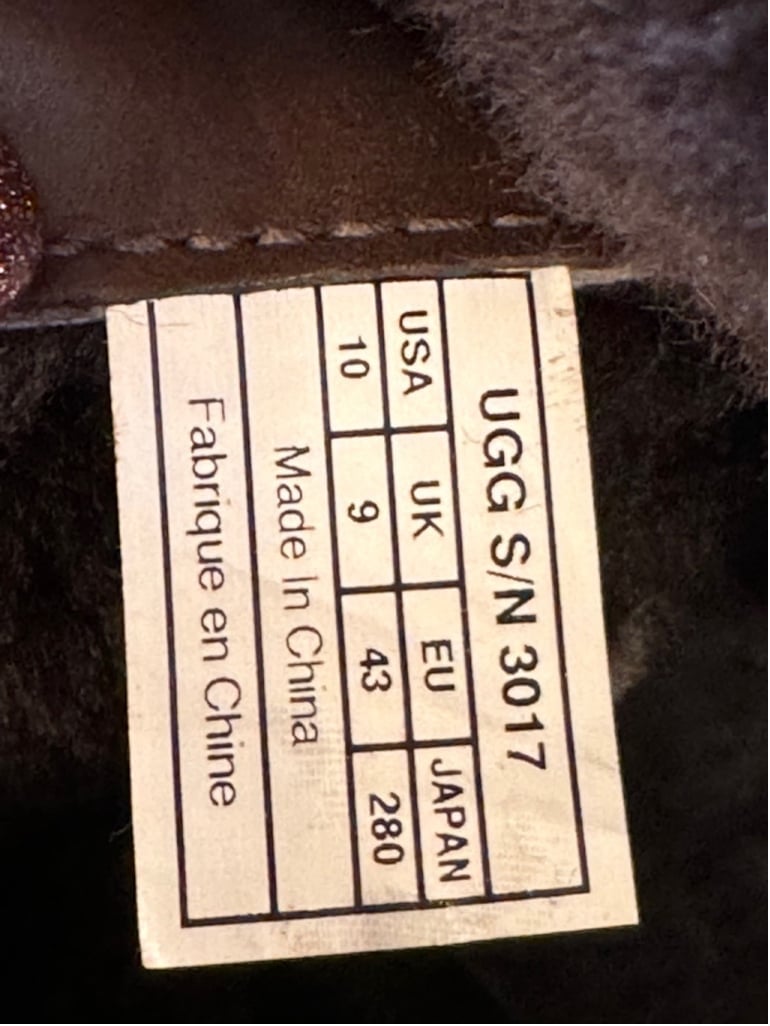 UGG S/N 3017
USA UK EU JAPAN
10 9 43 280
Made In China
Fabrique en Chine